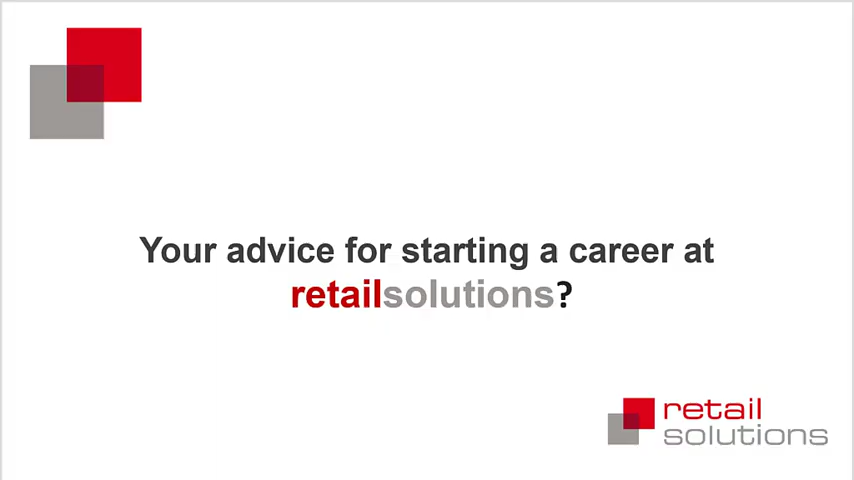 Your advice for starting a career at
retailsolutions?
retail
solutions